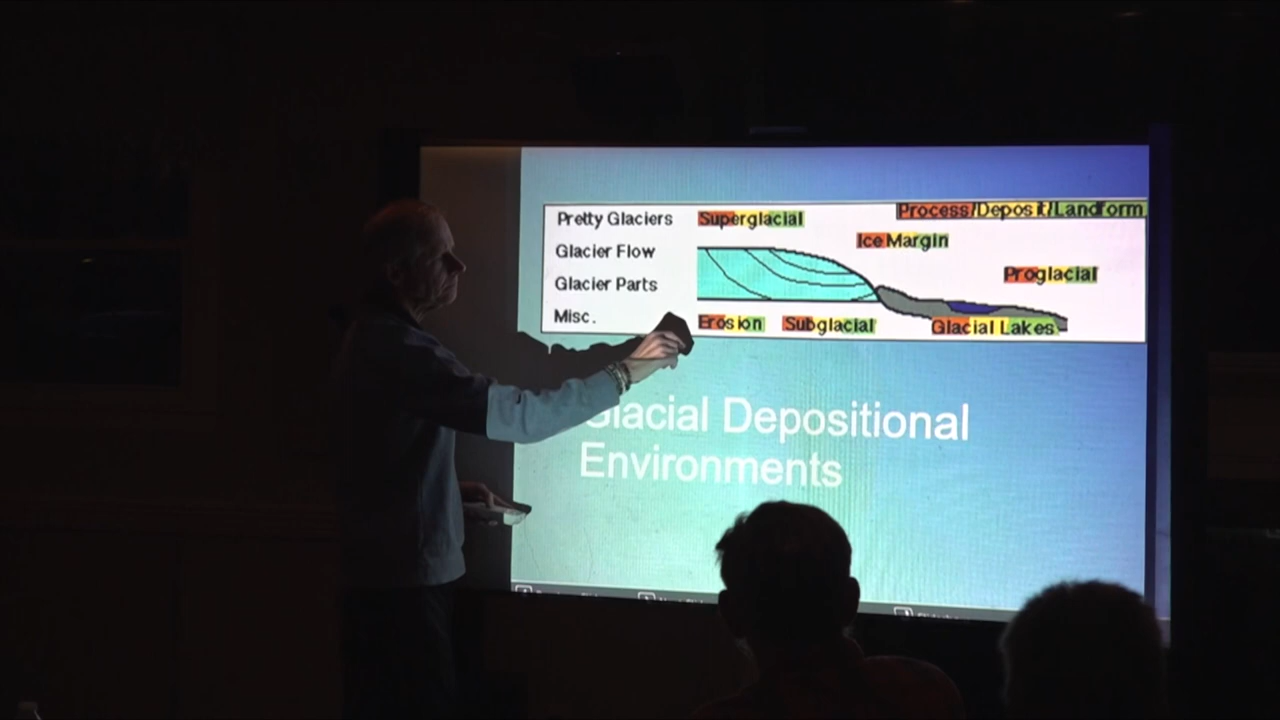 Pretty Glaciers
Superglacial
Process/Deposit/Landform
Ice Margin
Glacier Flow
Proglacial
Glacier Parts
Misc.
Erosion
Subglacial
Glacial Lakes
Glacial Depositional
Environments